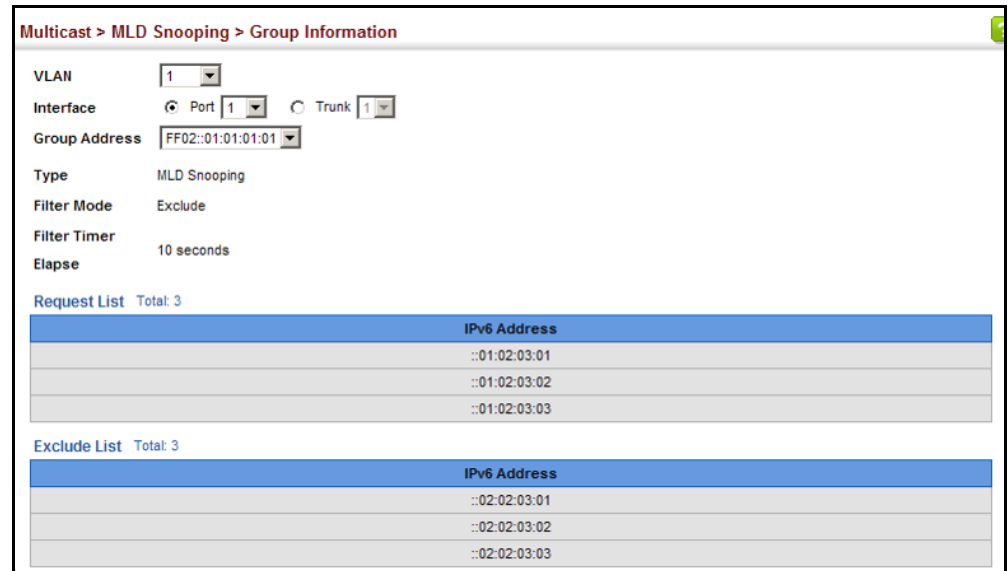 Multicast > MLD Snooping > Group Information
?
VLAN 1
Interface Port 1 Trunk 1
Group Address FF02::01:01:01:01
Type MLD Snooping
Filter Mode Exclude
Filter Timer
Elapse 10 seconds
Request List Total: 3
IPv6 Address
::01:02:03:01
::01:02:03:02
::01:02:03:03
Exclude List Total: 3
IPv6 Address
::02:02:03:01
::02:02:03:02
::02:02:03:03